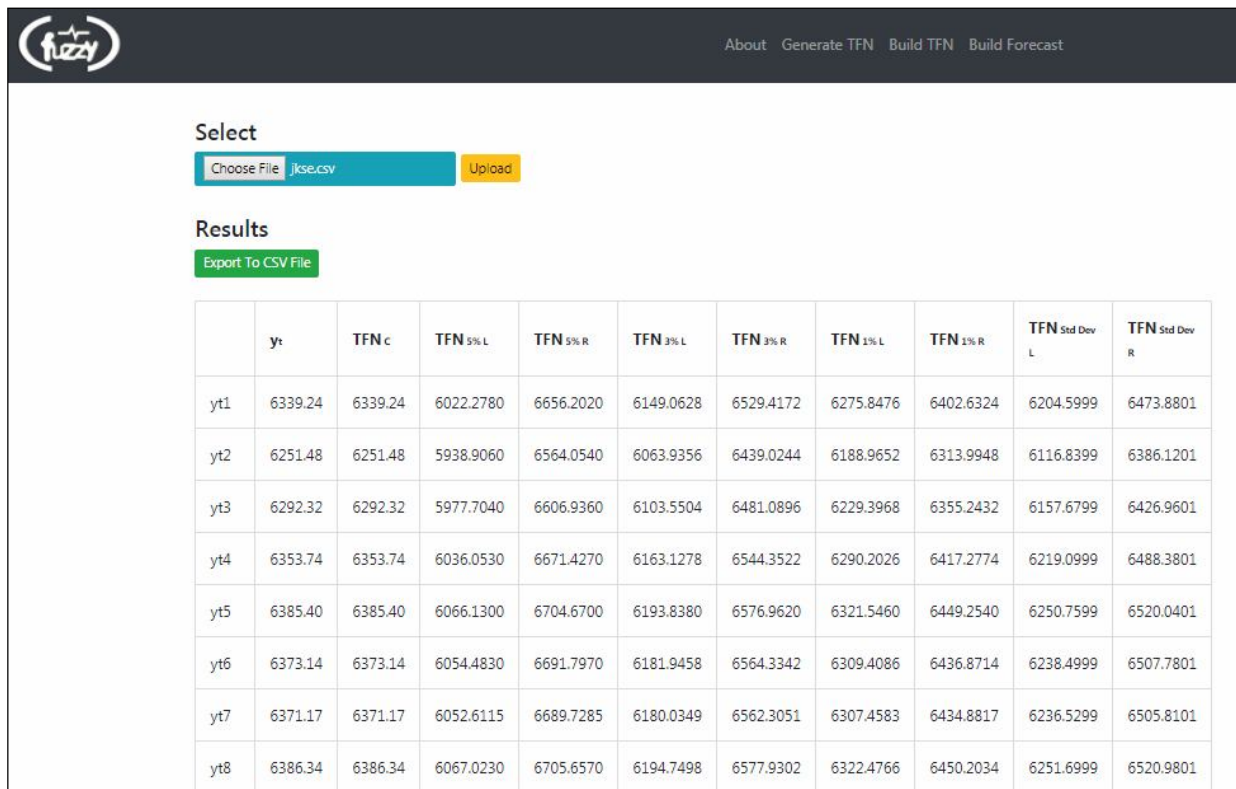 fuzzy
About Generate TFN Build TFN Build Forecast
Select
Choose File jkse.csv Upload
Results
Export To CSV File
yt TFN C TFN 5% L TFN 5% R TFN 3% L TFN 3% R TFN 1% L TFN 1% R TFN Std Dev L TFN Std Dev R
yt1 6339.24 6339.24 6022.2780 6656.2020 6149.0628 6529.4172 6275.8476 6402.6324 6204.5999 6473.8801
yt2 6251.48 6251.48 5938.9060 6564.0540 6063.9356 6439.0244 6188.9652 6313.9948 6116.8399 6386.1201
yt3 6292.32 6292.32 5977.7040 6606.9360 6103.5504 6481.0896 6229.3968 6355.2432 6157.6799 6426.9601
yt4 6353.74 6353.74 6036.0530 6671.4270 6163.1278 6544.3522 6290.2026 6417.2774 6219.0999 6488.3801
yt5 6385.40 6385.40 6066.1300 6704.6700 6193.8380 6576.9620 6321.5460 6449.2540 6250.7599 6520.0401
yt6 6373.14 6373.14 6054.4830 6691.7970 6181.9458 6564.3342 6309.4086 6436.8714 6238.4999 6507.7801
yt7 6371.17 6371.17 6052.6115 6689.7285 6180.0349 6562.3051 6307.4583 6434.8817 6236.5299 6505.8101
yt8 6386.34 6386.34 6067.0230 6705.6570 6194.7498 6577.9302 6322.4766 6450.2034 6251.6999 6520.9801